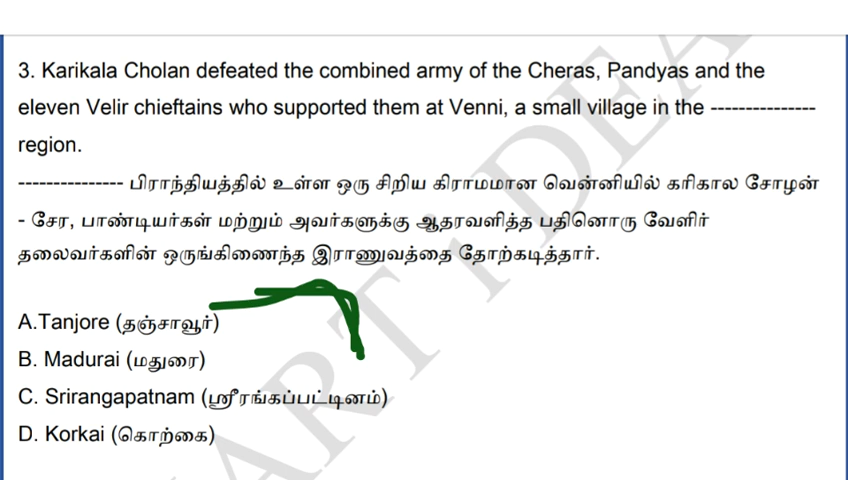 3. Karikala Cholan defeated the combined army of the Cheras, Pandyas and the
eleven Velir chieftains who supported them at Venni, a small village in the ---------------
region.
--------------- பிராந்தியத்தில் உள்ள ஒரு சிறிய கிராமமான வென்னியில் கரிகால சோழன்
- சேர, பாண்டியர்கள் மற்றும் அவர்களுக்கு ஆதரவளித்த பதினொரு வேளிர்
தலைவர்களின் ஒருங்கிணைந்த இராணுவத்தை தோற்கடித்தார்.
A.Tanjore (தஞ்சாவூர்)
B. Madurai (மதுரை)
C. Srirangapatnam (ஸ்ரீரங்கப்பட்டினம்)
D. Korkai (கொற்கை)